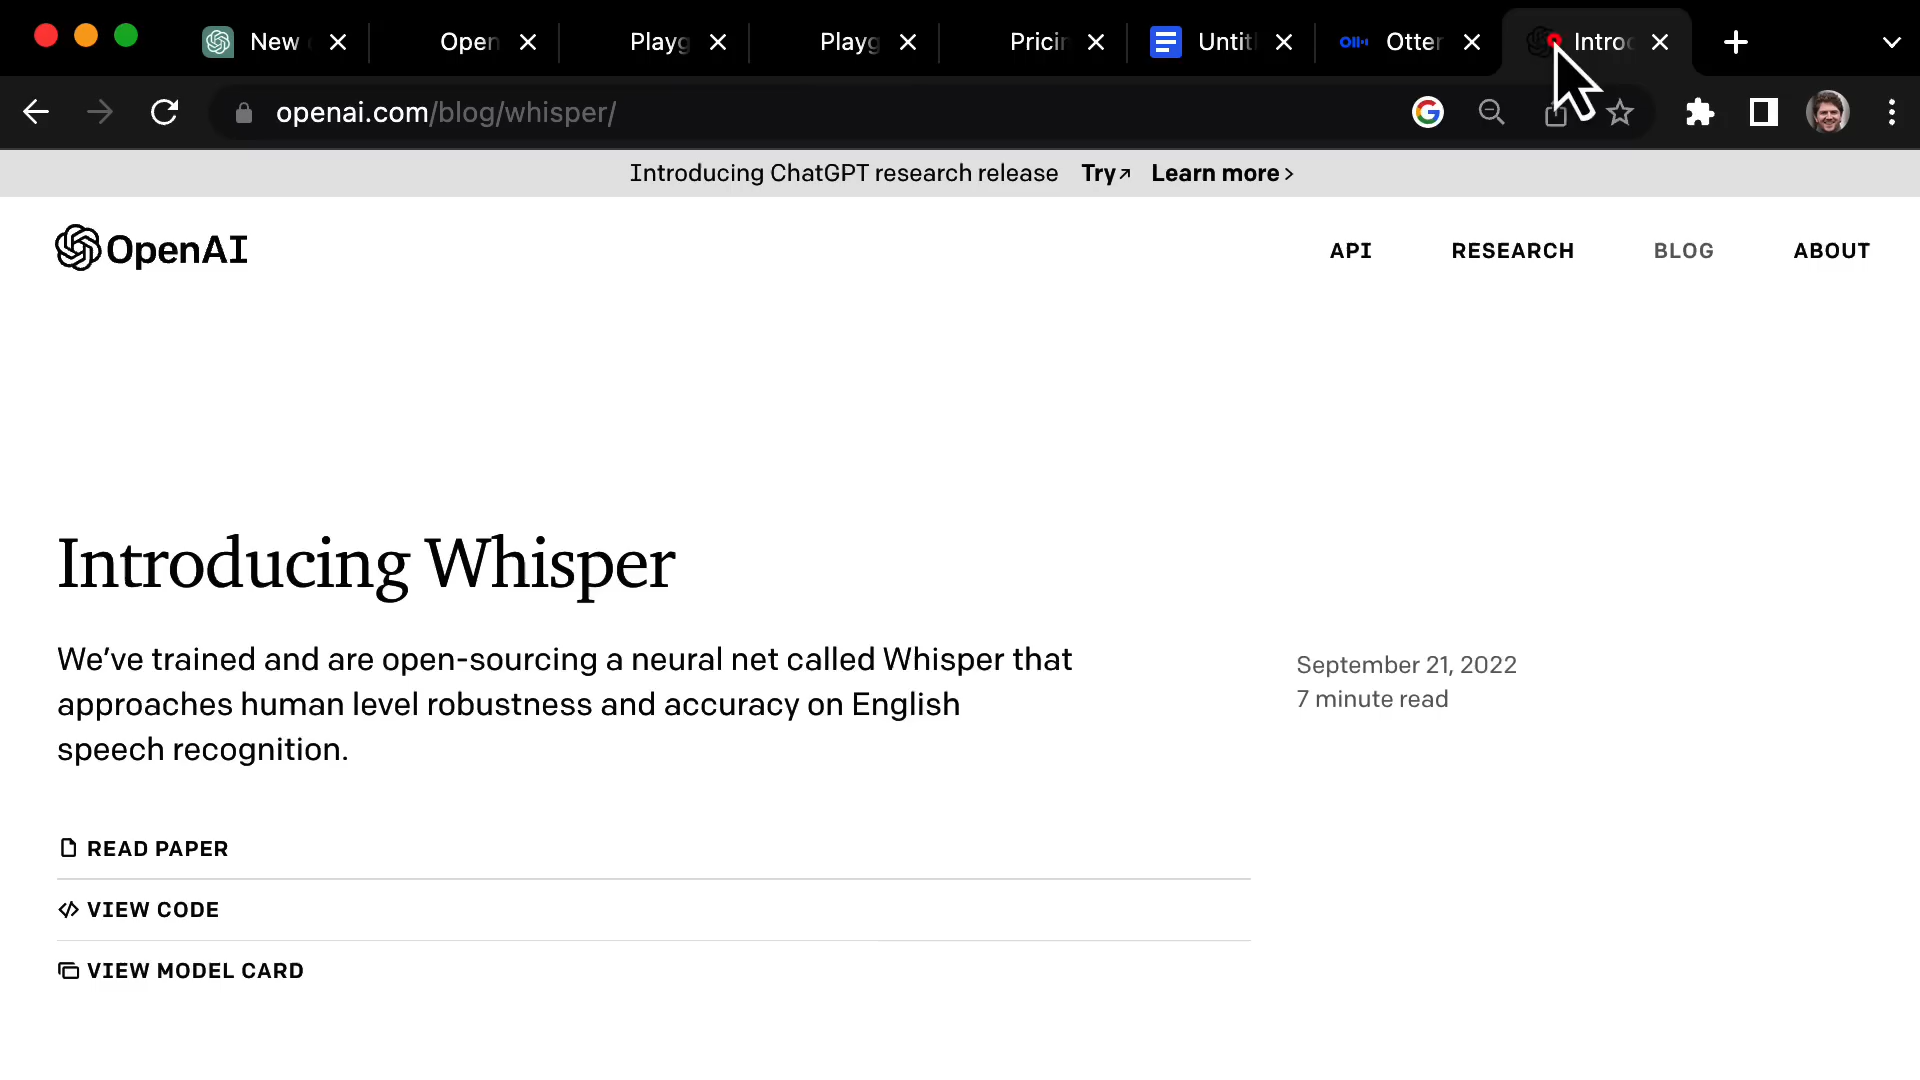 New
Open
Playg
Playg
Pricin
Untitl
Otter
Introd
openai.com/blog/whisper/
Introducing ChatGPT research release Try↗ Learn more >
OpenAI
API RESEARCH BLOG ABOUT
Introducing Whisper
We’ve trained and are open-sourcing a neural net called Whisper that
approaches human level robustness and accuracy on English
speech recognition.
September 21, 2022
7 minute read
READ PAPER
VIEW CODE
VIEW MODEL CARD